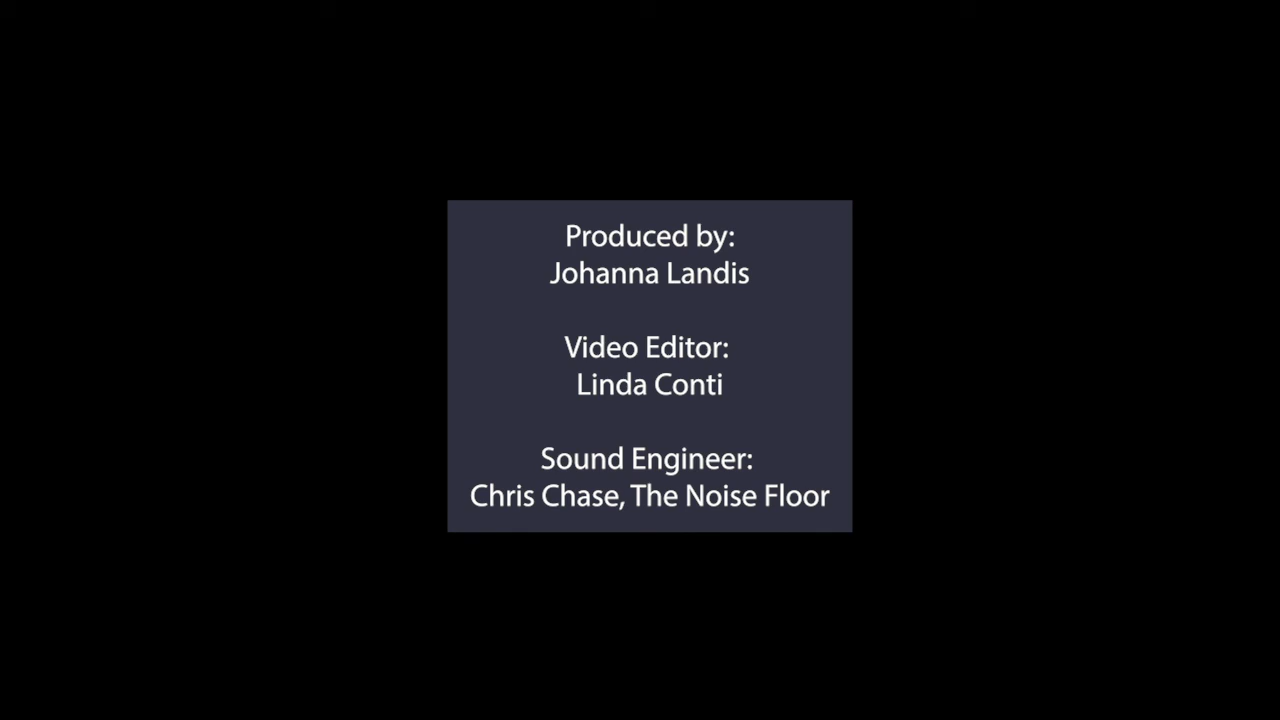 Produced by:
Johanna Landis
Video Editor:
Linda Conti
Sound Engineer:
Chris Chase, The Noise Floor